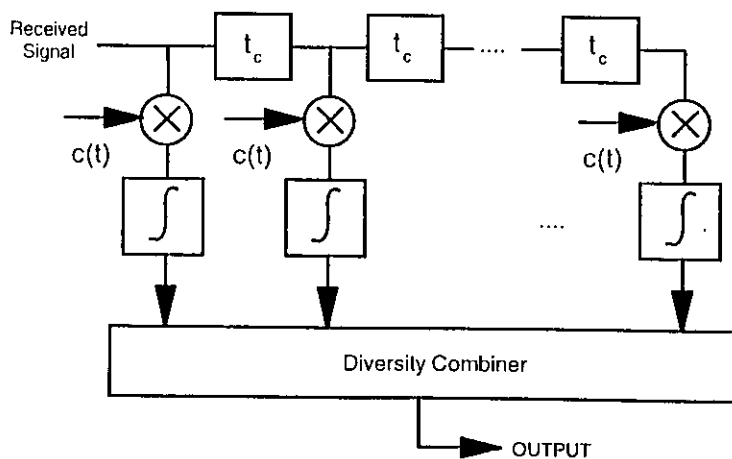 Received
Signal
t_c
t_c
....
t_c
c(t)
c(t)
c(t)
∫
∫
....
∫
Diversity Combiner
OUTPUT